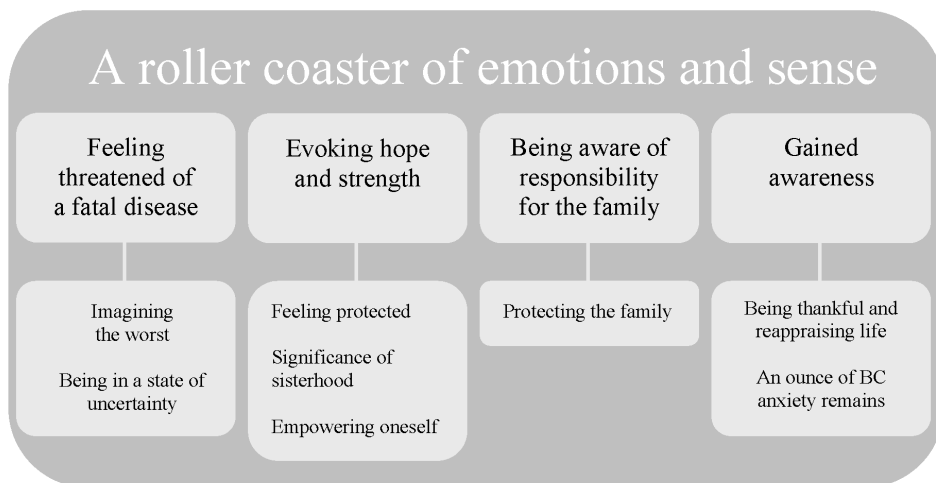 A roller coaster of emotions and sense
Feeling
threatened of
a fatal disease
Evoking hope
and strength
Being aware of
responsibility
for the family
Gained
awareness
Imagining
the worst
Being in a state of
uncertainty
Feeling protected
Significance of
sisterhood
Empowering oneself
Protecting the family
Being thankful and
reappraising life
An ounce of BC
anxiety remains